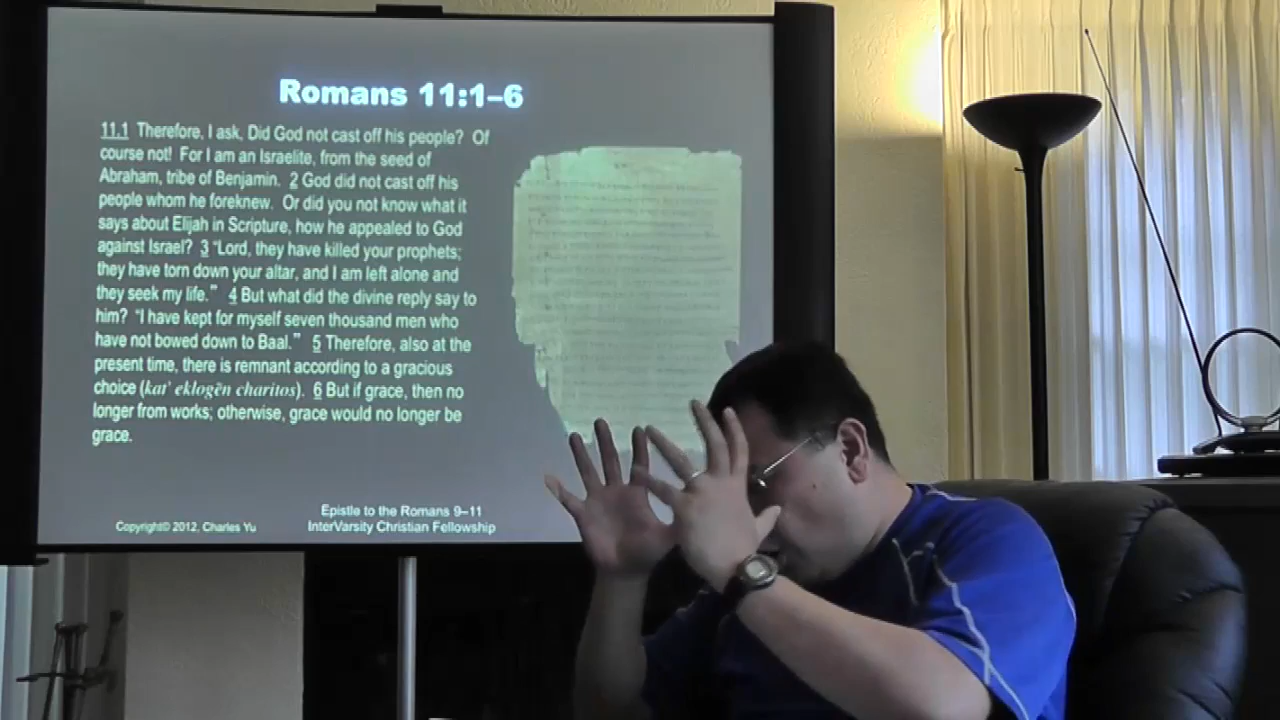 Romans 11:1–6
11.1 Therefore, I ask, Did God not cast off his people? Of
course not! For I am an Israelite, from the seed of
Abraham, tribe of Benjamin. 2 God did not cast off his
people whom he foreknew. Or did you not know what it
says about Elijah in Scripture, how he appealed to God
against Israel? 3 “Lord, they have killed your prophets;
they have torn down your altar, and I am left alone and
they seek my life.” 4 But what did the divine reply say to
him? “I have kept for myself seven thousand men who
have not bowed down to Baal.” 5 Therefore, also at the
present time, there is remnant according to a gracious
choice (kat' eklogēn charitos). 6 But if grace, then no
longer from works; otherwise, grace would no longer be
grace.
Epistle to the Romans 9–11
Copyright© 2012, Charles Yu InterVarsity Christian Fellowship